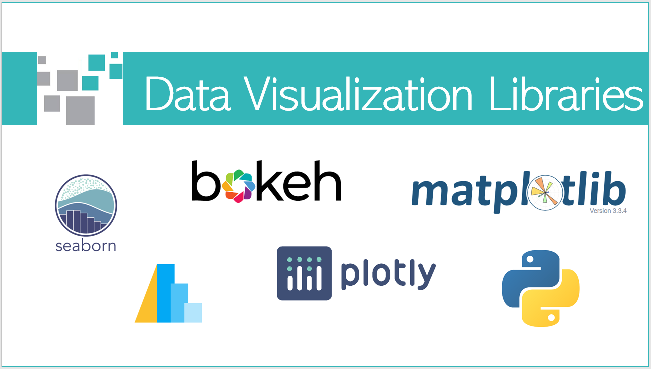 Data Visualization Libraries
bokeh
matplotlib
Version 3.3.4
seaborn
plotly